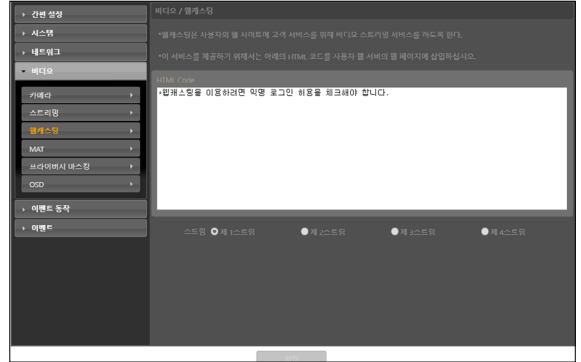 간편 설정
시스템
네트워크
비디오
카메라
스트리밍
웹캐스팅
MAT
프라이버시 마스킹
OSD
이벤트 동작
이벤트
비디오 / 웹캐스팅
*웹캐스팅은 사용자의 웹 사이트에 고객 서비스를 위해 비디오 스트리밍 서비스를 하도록 한다.
*이 서비스를 제공하기 위해서는 아래의 HTML 코드를 사용자 웹 서버의 웹 페이지에 삽입하십시오.
HTML Code
*웹캐스팅을 이용하려면 익명 로그인 허용을 체크해야 합니다.
스트림 제 1스트림 제 2스트림 제 3스트림 제 4스트림